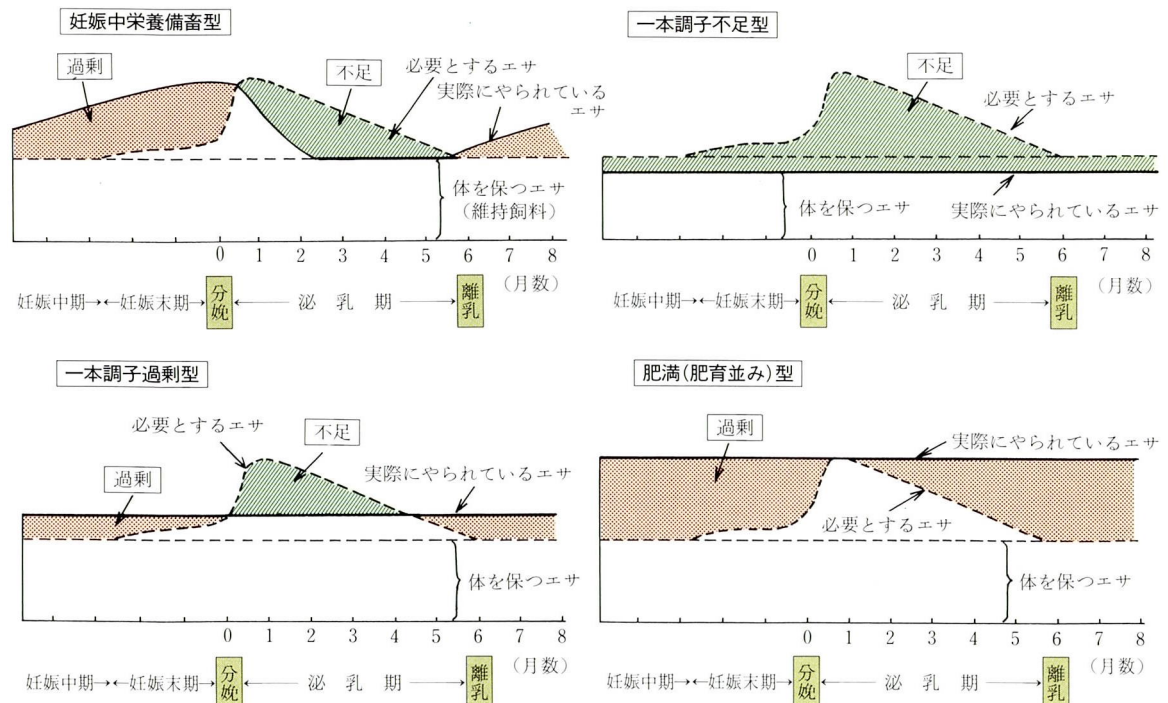 妊娠中栄養備畜型
過剰
不足
必要とするエサ
実際にやられている
エサ
体を保つエサ
(維持飼料)
0 1 2 3 4 5 6 7 8
(月数)
妊娠中期 妊娠末期 分娩 泌乳期 離乳
一本調子不足型
不足
必要とするエサ
体を保つエサ
実際にやられているエサ
0 1 2 3 4 5 6 7 8
(月数)
妊娠中期 妊娠末期 分娩 泌乳期 離乳
一本調子過剰型
必要とするエサ
不足
過剰
実際にやられているエサ
体を保つエサ
0 1 2 3 4 5 6 7 8
(月数)
妊娠中期 妊娠末期 分娩 泌乳期 離乳
肥満(肥育並み)型
過剰
実際にやられているエサ
必要とするエサ
体を保つエサ
0 1 2 3 4 5 6 7 8
(月数)
妊娠中期 妊娠末期 分娩 泌乳期 離乳